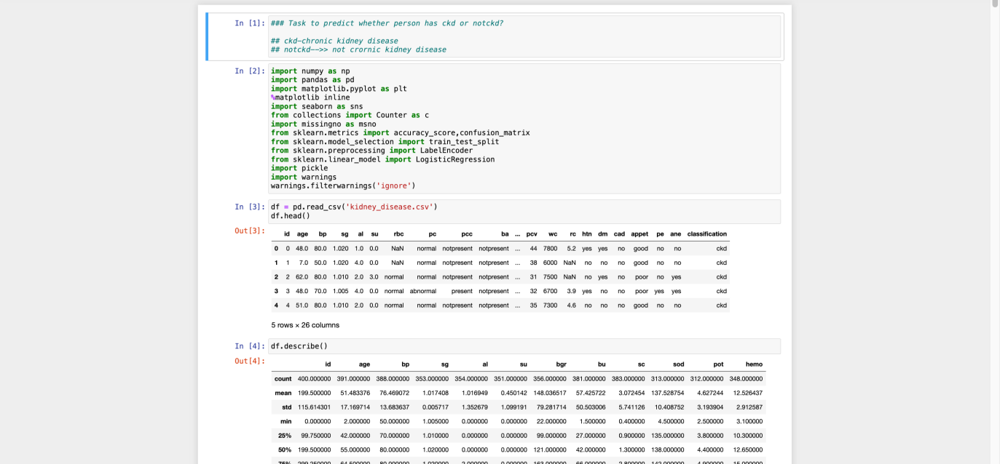 In [1]: ### Task to predict whether person has ckd or notckd?
## ckd-chronic kidney disease
## notckd-->> not crornic kidney disease
In [2]: import numpy as np
import pandas as pd
import matplotlib.pyplot as plt
%matplotlib inline
import seaborn as sns
from collections import Counter as c
import missingno as msno
from sklearn.metrics import accuracy_score,confusion_matrix
from sklearn.model_selection import train_test_split
from sklearn.preprocessing import LabelEncoder
from sklearn.linear_model import LogisticRegression
import pickle
import warnings
warnings.filterwarnings('ignore')
In [3]: df = pd.read_csv('kidney_disease.csv')
df.head()
Out[3]:
id age bp sg al su rbc pc pcc ba ... pcv wc rc htn dm cad appet pe ane classification
0 0 48.0 80.0 1.020 1.0 0.0 NaN normal notpresent notpresent ... 44 7800 5.2 yes yes no good no no ckd
1 1 7.0 50.0 1.020 4.0 0.0 NaN normal notpresent notpresent ... 38 6000 NaN no no no good no no ckd
2 2 62.0 80.0 1.010 2.0 3.0 normal normal notpresent notpresent ... 31 7500 NaN no yes no poor no yes ckd
3 3 48.0 70.0 1.005 4.0 0.0 normal abnormal present notpresent ... 32 6700 3.9 yes no no poor yes yes ckd
4 4 51.0 80.0 1.010 2.0 0.0 normal normal notpresent notpresent ... 35 7300 4.6 no no no good no no ckd
5 rows × 26 columns
In [4]: df.describe()
Out[4]:
id age bp sg al su bgr bu sc sod pot hemo
count 400.000000 391.000000 388.000000 353.000000 354.000000 351.000000 356.000000 381.000000 383.000000 313.000000 312.000000 348.000000
mean 199.500000 51.483376 76.469072 1.017408 1.016949 0.450142 148.036517 57.425722 3.072454 137.528754 4.627244 12.526437
std 115.614301 17.169714 13.683637 0.005717 1.352679 1.099191 79.281714 50.503006 5.741126 10.408752 3.193904 2.912587
min 0.000000 2.000000 50.000000 1.005000 0.000000 0.000000 22.000000 1.500000 0.400000 4.500000 2.500000 3.100000
25% 99.750000 42.000000 70.000000 1.010000 0.000000 0.000000 99.000000 27.000000 0.900000 135.000000 3.800000 10.300000
50% 199.500000 55.000000 80.000000 1.020000 0.000000 0.000000 121.000000 42.000000 1.300000 138.000000 4.400000 12.650000